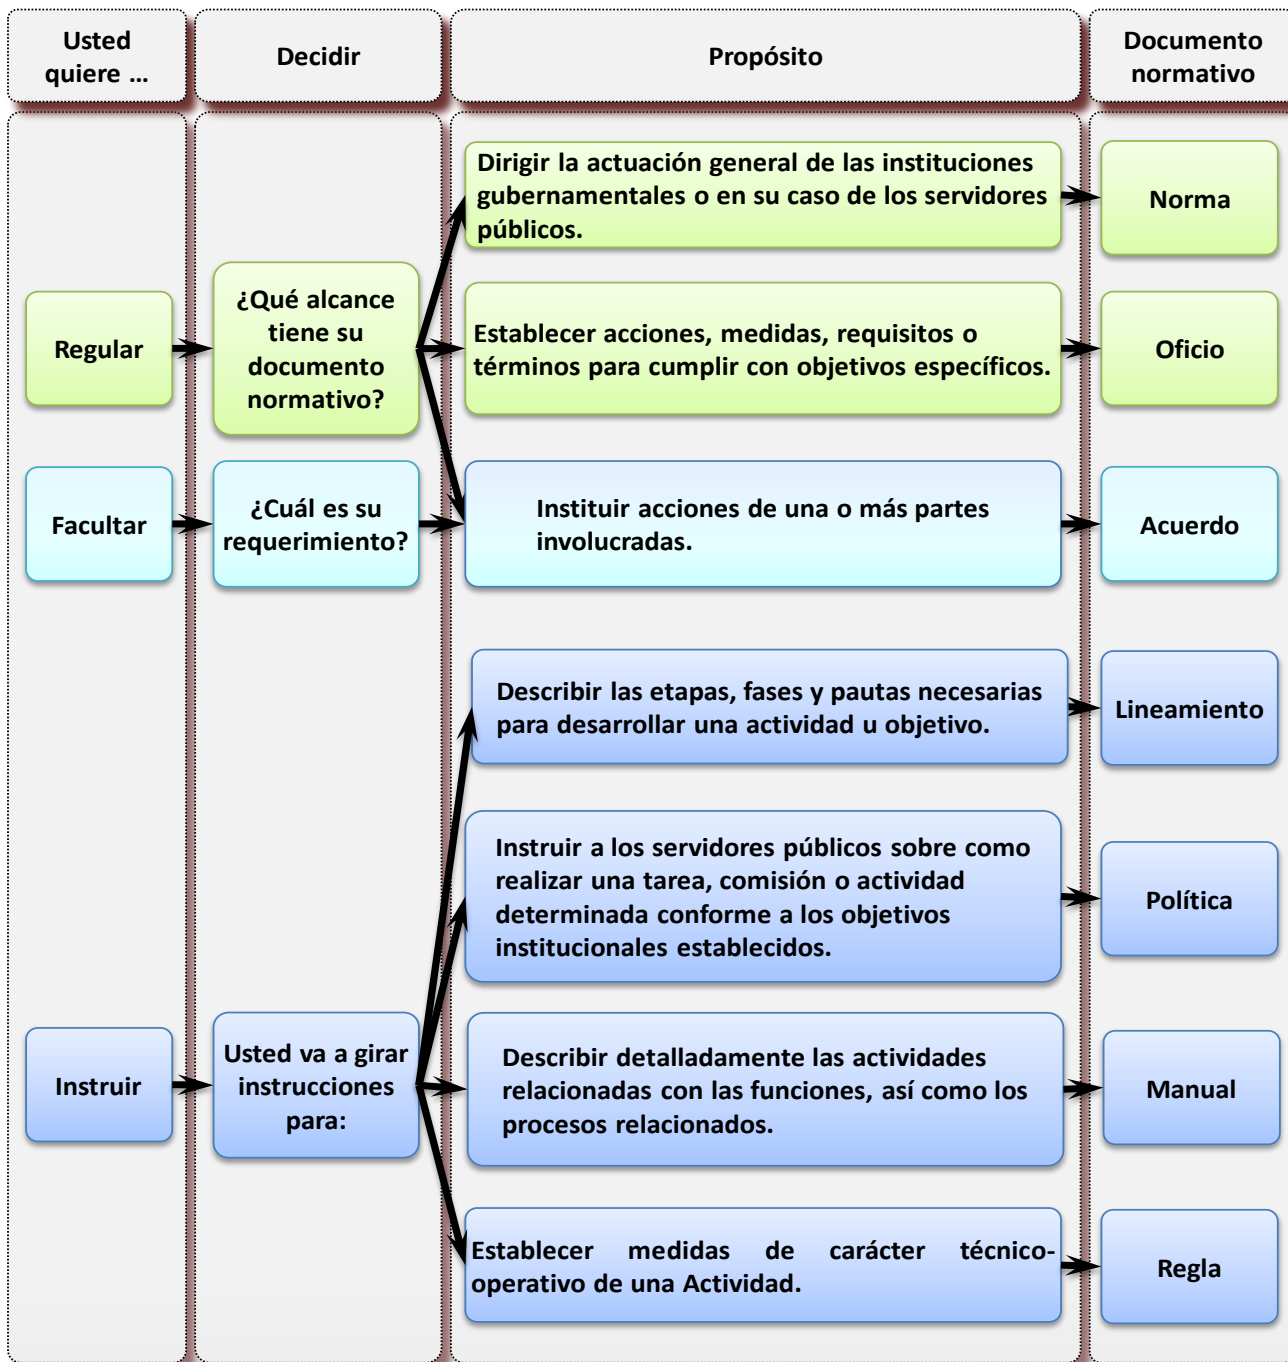 Usted
quiere ...
Decidir
Propósito
Documento
normativo
Regular
¿Qué alcance
tiene su
documento
normativo?
Dirigir la actuación general de las instituciones
gubernamentales o en su caso de los servidores
públicos.
Norma
Establecer acciones, medidas, requisitos o
términos para cumplir con objetivos específicos.
Oficio
Facultar
¿Cuál es su
requerimiento?
Instituir acciones de una o más partes
involucradas.
Acuerdo
Instruir
Usted va a girar
instrucciones
para:
Describir las etapas, fases y pautas necesarias
para desarrollar una actividad u objetivo.
Lineamiento
Instruir a los servidores públicos sobre como
realizar una tarea, comisión o actividad
determinada conforme a los objetivos
institucionales establecidos.
Política
Describir detalladamente las actividades
relacionadas con las funciones, así como los
procesos relacionados.
Manual
Establecer medidas de carácter técnico-
operativo de una Actividad.
Regla